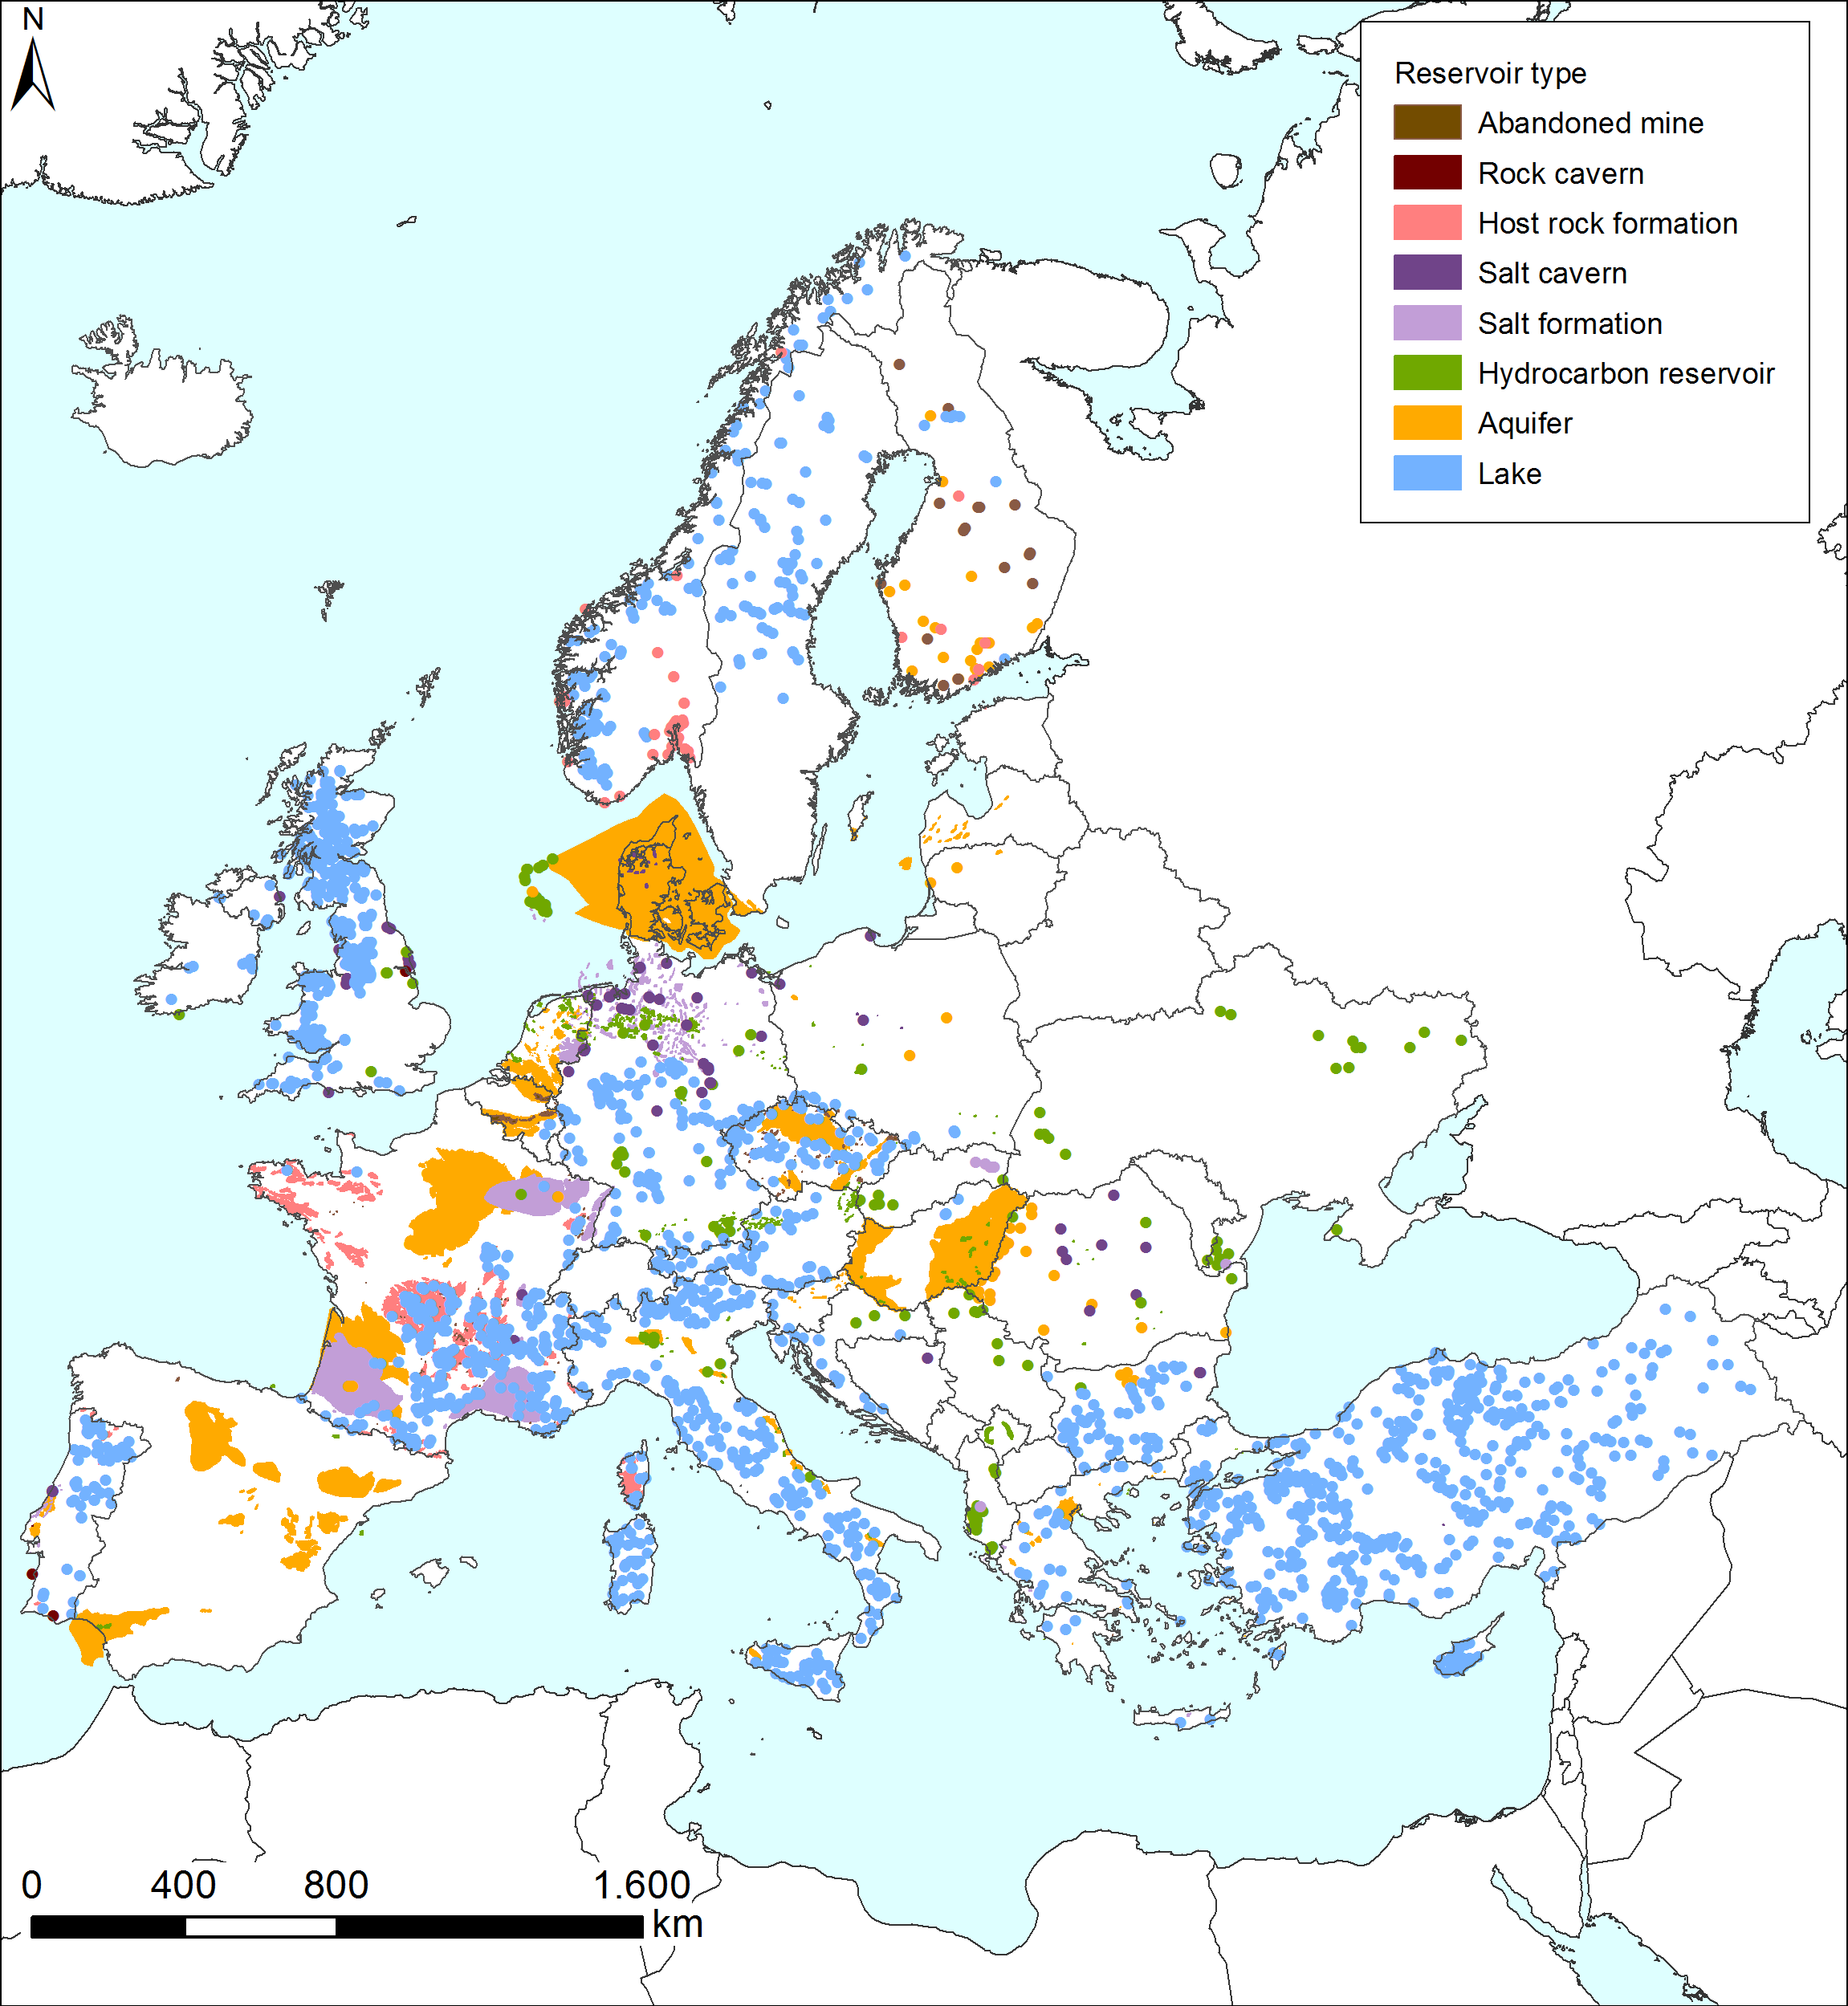 N
Reservoir type
Abandoned mine
Rock cavern
Host rock formation
Salt cavern
Salt formation
Hydrocarbon reservoir
Aquifer
Lake
0 400 800 1.600
km